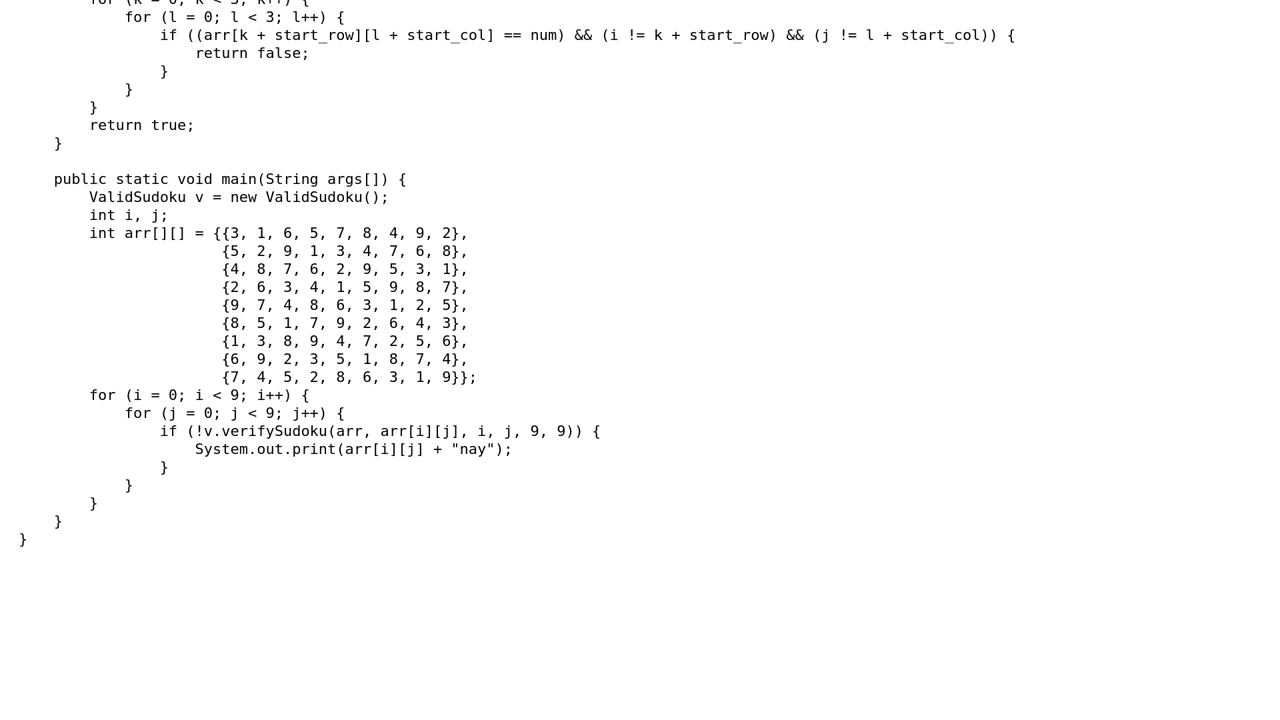 for (k = 0; k < 3; k++) {
for (l = 0; l < 3; l++) {
if ((arr[k + start_row][l + start_col] == num) && (i != k + start_row) && (j != l + start_col)) {
return false;
}
}
}
return true;
}
public static void main(String args[]) {
ValidSudoku v = new ValidSudoku();
int i, j;
int arr[][] = {{3, 1, 6, 5, 7, 8, 4, 9, 2},
{5, 2, 9, 1, 3, 4, 7, 6, 8},
{4, 8, 7, 6, 2, 9, 5, 3, 1},
{2, 6, 3, 4, 1, 5, 9, 8, 7},
{9, 7, 4, 8, 6, 3, 1, 2, 5},
{8, 5, 1, 7, 9, 2, 6, 4, 3},
{1, 3, 8, 9, 4, 7, 2, 5, 6},
{6, 9, 2, 3, 5, 1, 8, 7, 4},
{7, 4, 5, 2, 8, 6, 3, 1, 9}};
for (i = 0; i < 9; i++) {
for (j = 0; j < 9; j++) {
if (!v.verifySudoku(arr, arr[i][j], i, j, 9, 9)) {
System.out.print(arr[i][j] + "nay");
}
}
}
}
}